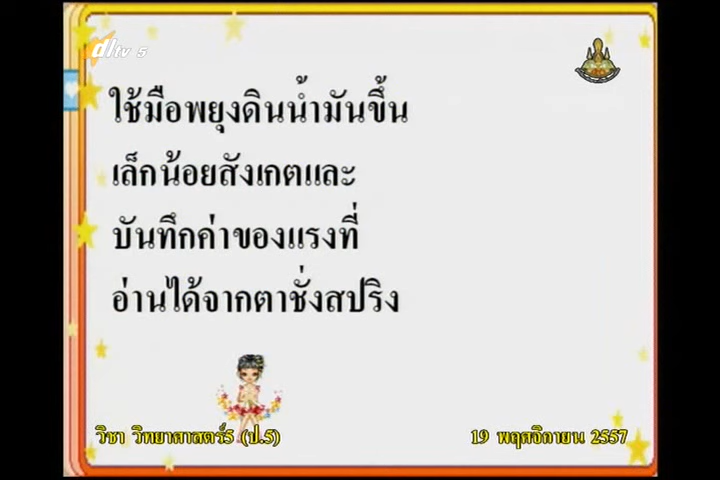 dltv 5
ใช้มือพยุงดินน้ำมันขึ้น
เล็กน้อยสังเกตและ
บันทึกค่าของแรงที่
อ่านได้จากตาชั่งสปริง
วิชา วิทยาศาสตร์5 (ป.5)
19 พฤศจิกายน 2557